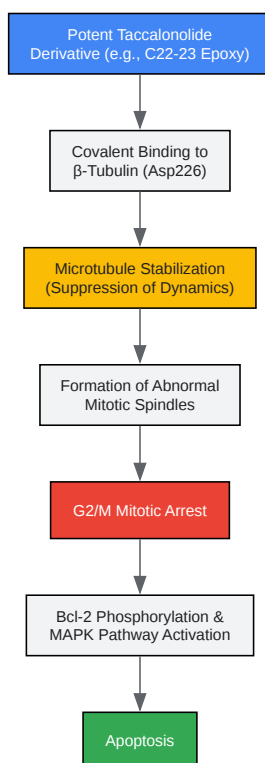 Potent Taccalonolide
Derivative (e.g., C22-23 Epoxy)
Covalent Binding to
β-Tubulin (Asp226)
Microtubule Stabilization
(Suppression of Dynamics)
Formation of Abnormal
Mitotic Spindles
G2/M Mitotic Arrest
Bcl-2 Phosphorylation &
MAPK Pathway Activation
Apoptosis